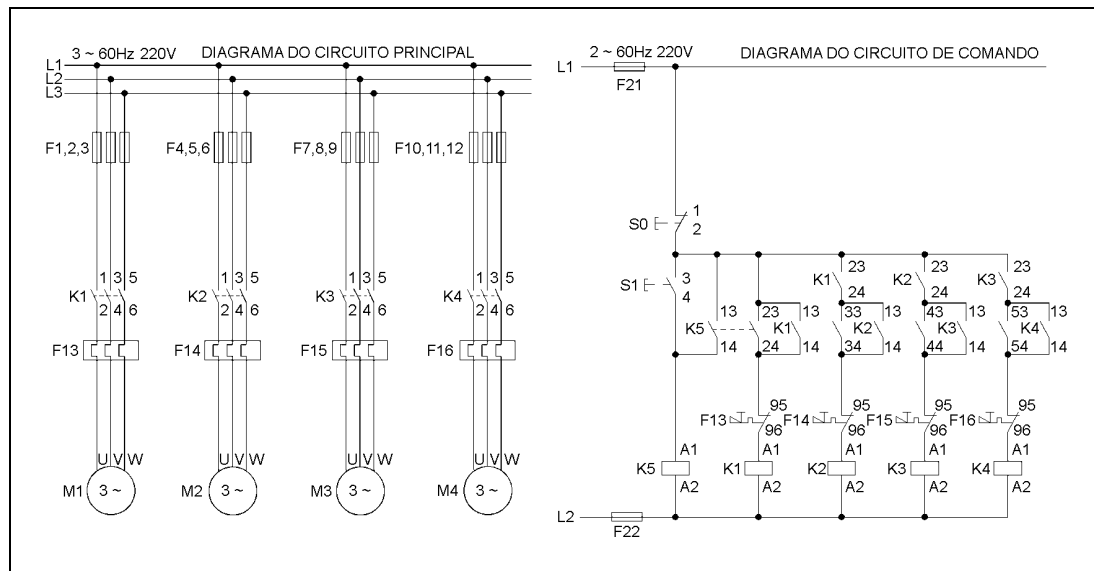 3 ~ 60Hz 220V DIAGRAMA DO CIRCUITO PRINCIPAL
L1
L2
L3
F1,2,3 F4,5,6 F7,8,9 F10,11,12
1 3 5 1 3 5 1 3 5 1 3 5
K1 K2 K3 K4
2 4 6 2 4 6 2 4 6 2 4 6
F13 F14 F15 F16
U V W U V W U V W U V W
M1 3 ~ M2 3 ~ M3 3 ~ M4 3 ~
2 ~ 60Hz 220V DIAGRAMA DO CIRCUITO DE COMANDO
L1
F21
1
S0
2
3 23 23 23
S1 K1 K2 K3
4 24 24 24
13 23 13 33 13 43 13 53 13
K5 K1 K2 K3 K4
14 24 14 34 14 44 14 54 14
95 95 95 95
F13 F14 F15 F16
96 96 96 96
A1 A1 A1 A1 A1
K5 K1 K2 K3 K4
A2 A2 A2 A2 A2
L2
F22